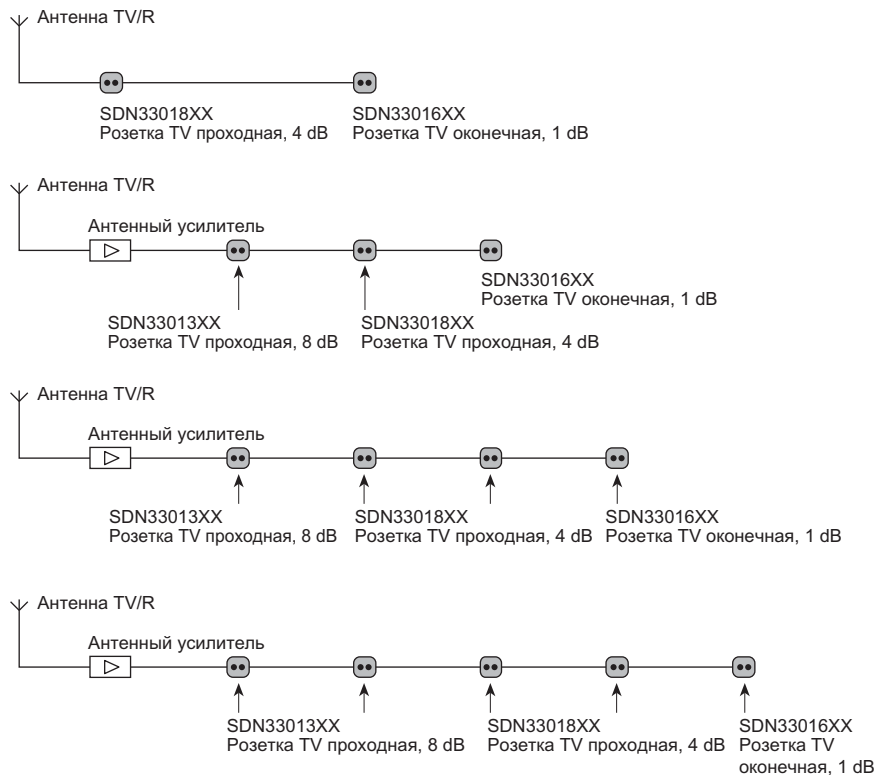 Антенна TV/R
SDN33018XX
Розетка TV проходная, 4 dB
SDN33016XX
Розетка TV оконечная, 1 dB
Антенна TV/R
Антенный усилитель
SDN33016XX
Розетка TV оконечная, 1 dB
SDN33013XX
Розетка TV проходная, 8 dB
SDN33018XX
Розетка TV проходная, 4 dB
Антенна TV/R
Антенный усилитель
SDN33013XX
Розетка TV проходная, 8 dB
SDN33018XX
Розетка TV проходная, 4 dB
SDN33016XX
Розетка TV оконечная, 1 dB
Антенна TV/R
Антенный усилитель
SDN33013XX
Розетка TV проходная, 8 dB
SDN33018XX
Розетка TV проходная, 4 dB
SDN33016XX
Розетка TV
оконечная, 1 dB